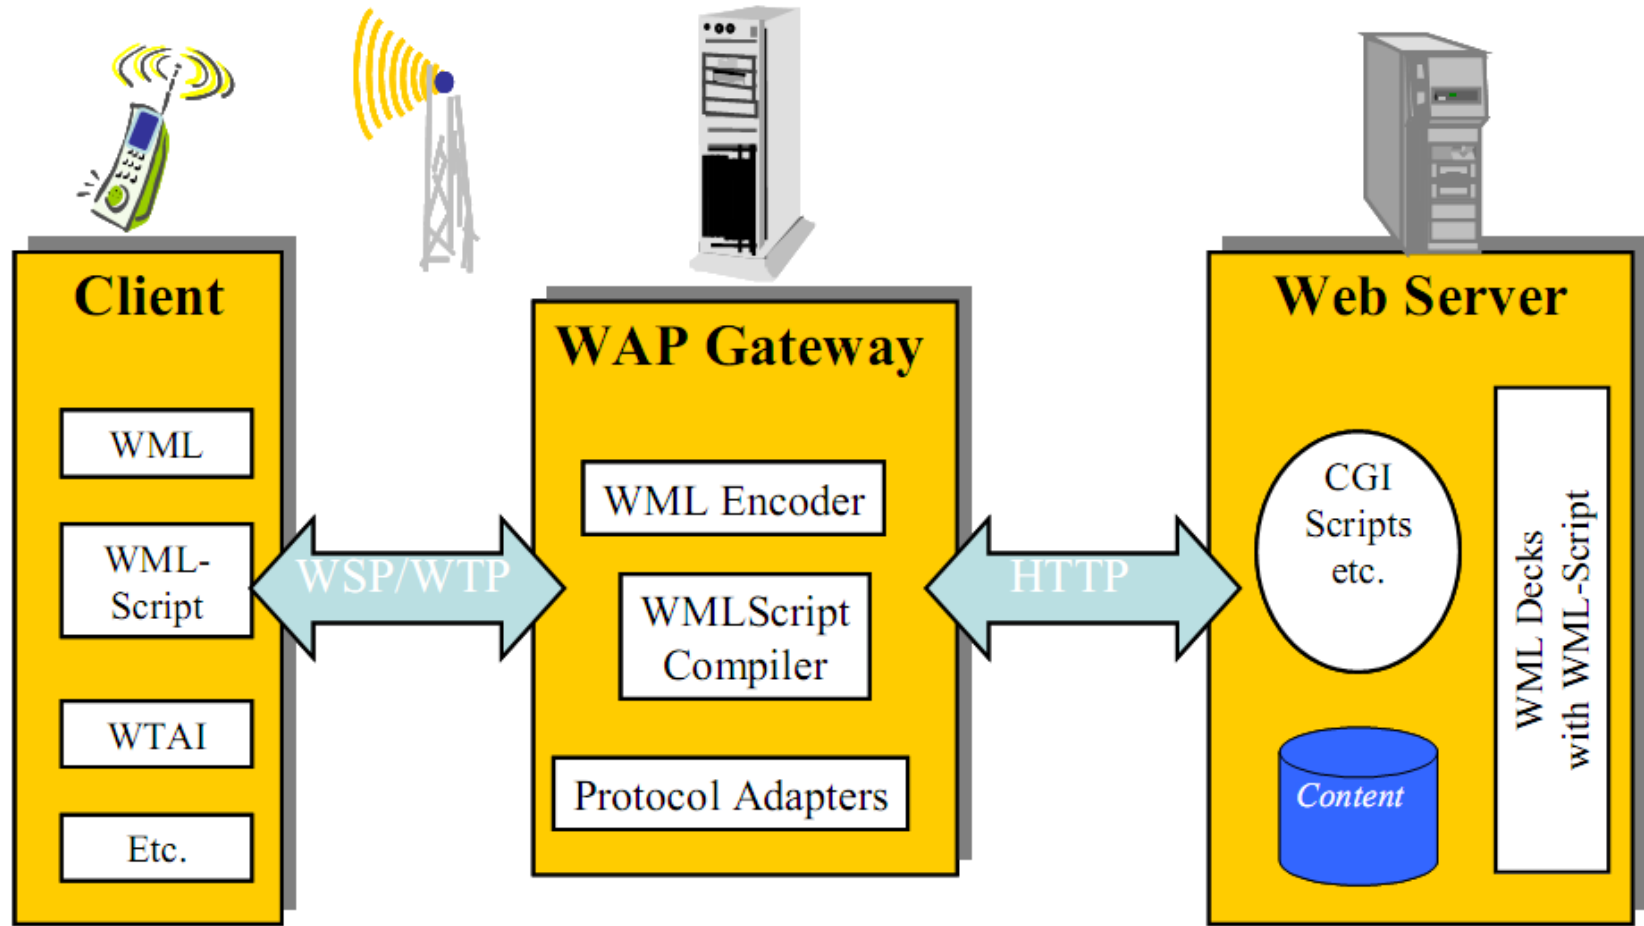 Client
WML
WML-
Script
WTAI
Etc.
WSP/WTP
WAP Gateway
WML Encoder
WMLScript
Compiler
Protocol Adapters
HTTP
Web Server
CGI
Scripts
etc.
Content
WML Decks
with WML-Script